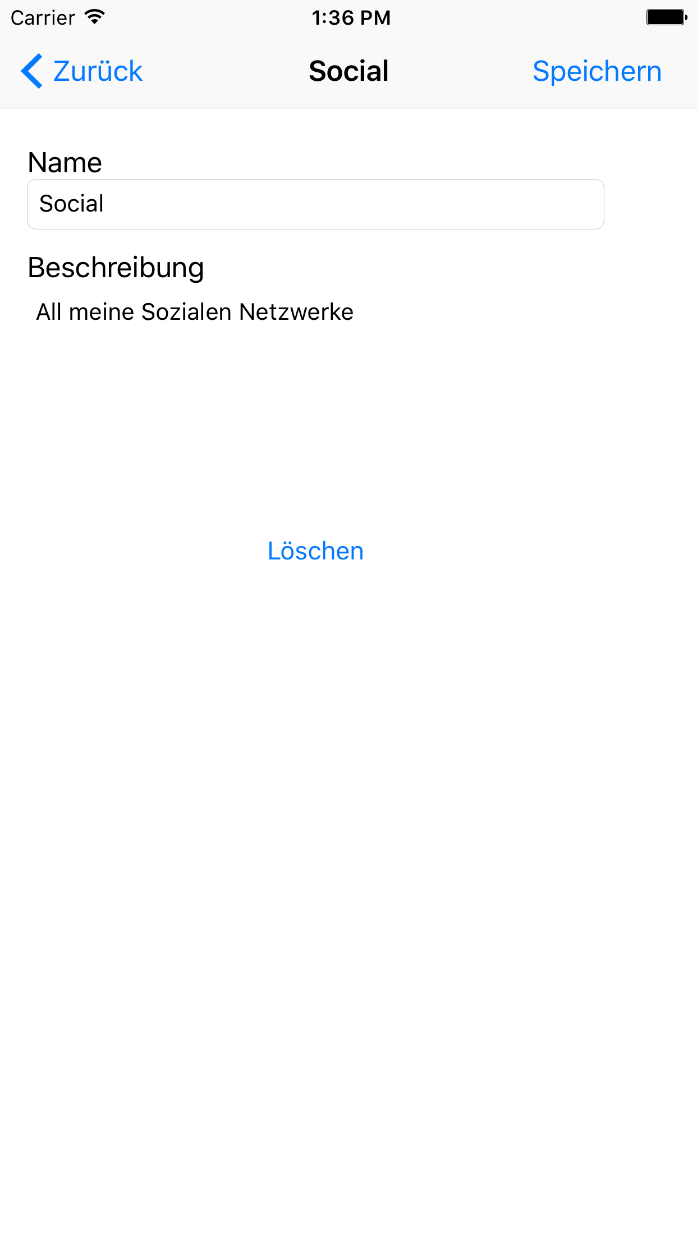 Carrier 1:36 PM
Zurück Social Speichern
Name
Social
Beschreibung
All meine Sozialen Netzwerke
Löschen